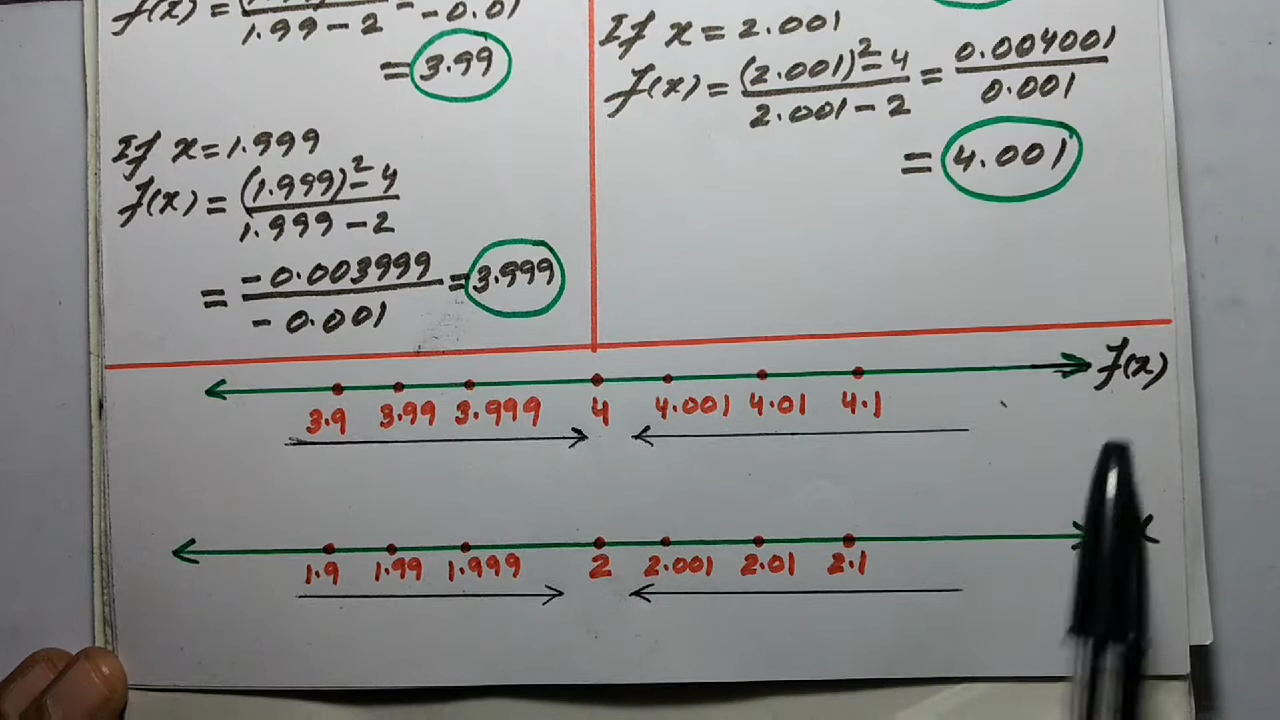 f(x) = 1.99 - 2 = -0.01
= 3.99
If x = 1.999
f(x) = (1.999)² - 4 / 1.999 - 2
= -0.003999 / -0.001 = 3.999
If x = 2.001
f(x) = (2.001)² - 4 / 2.001 - 2 = 0.004001 / 0.001
= 4.001
f(x)
3.9 3.99 3.999 4 4.001 4.01 4.1
1.9 1.99 1.999 2 2.001 2.01 2.1